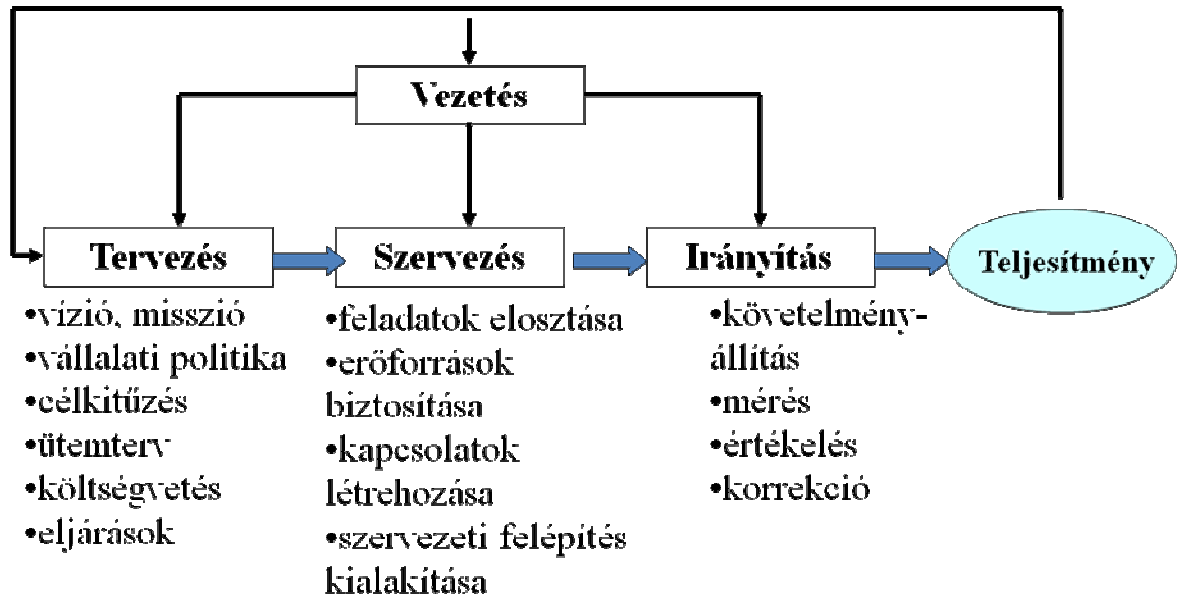 Vezetés
Tervezés
Szervezés
Irányítás
Teljesítmény
•vízió, misszió
•vállalati politika
•célkitűzés
•ütemterv
•költségvetés
•eljárások
•feladatok elosztása
•erőforrások
biztosítása
•kapcsolatok
létrehozása
•szervezeti felépítés
kialakítása
•követelmény-
állítás
•mérés
•értékelés
•korrekció